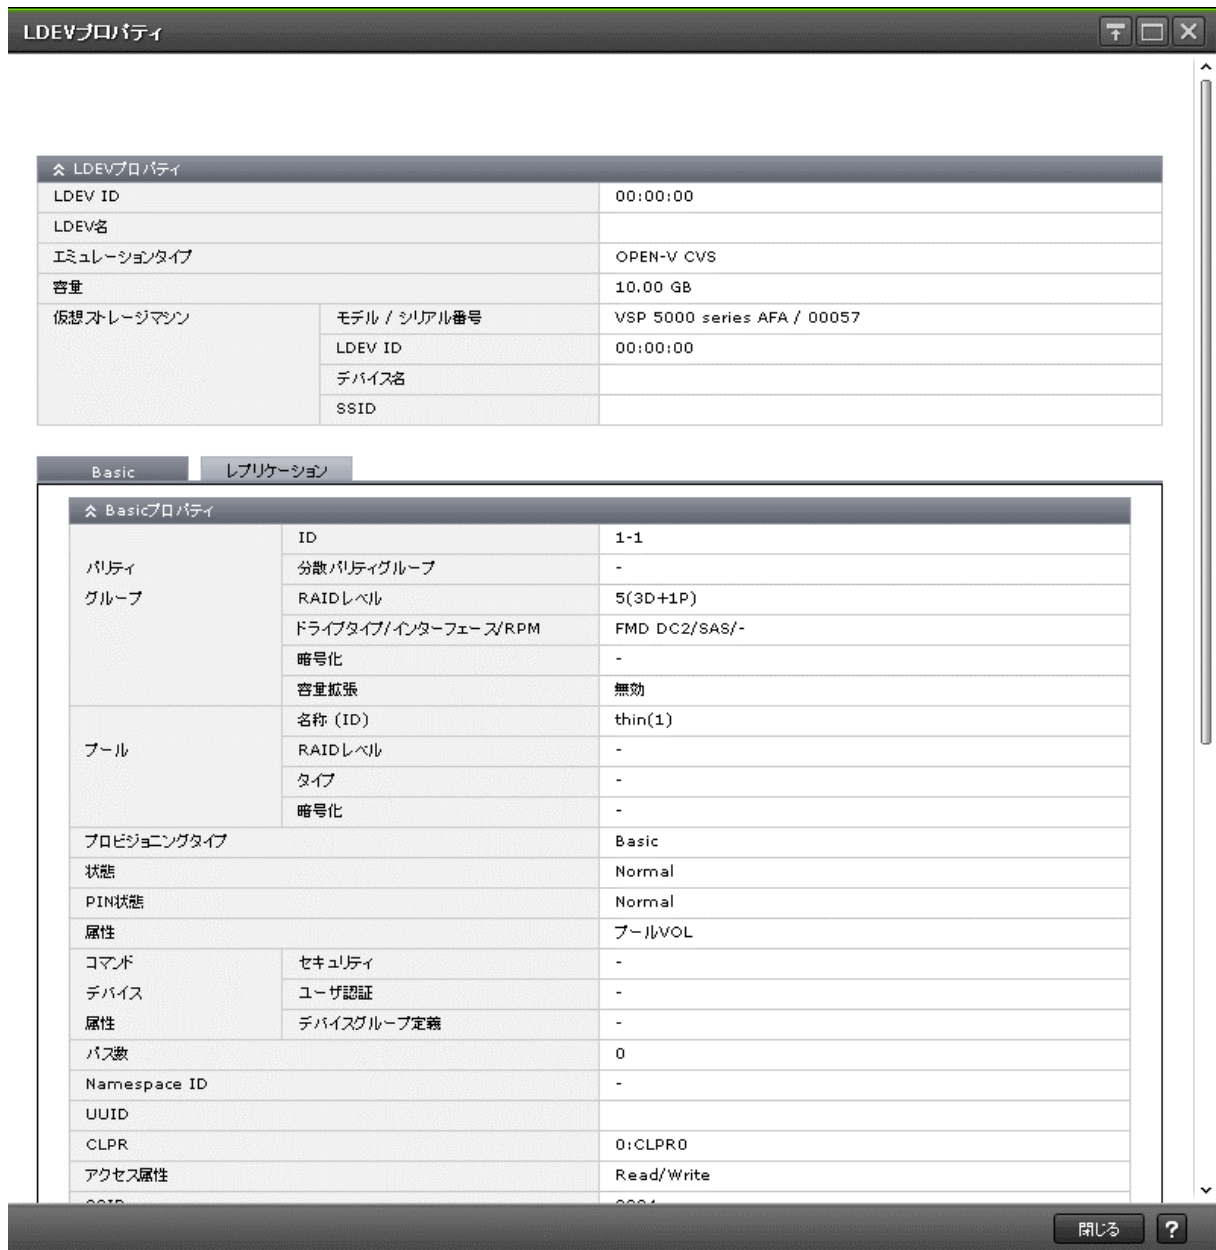 LDEVプロパティ
LDEVプロパティ
LDEV ID 00:00:00
LDEV名
エミュレーションタイプ OPEN-V CVS
容量 10.00 GB
仮想ストレージマシン モデル / シリアル番号 VSP 5000 series AFA / 00057
LDEV ID 00:00:00
デバイス名
SSID
Basic レプリケーション
Basicプロパティ
ID 1-1
パリティ 分散パリティグループ -
グループ RAIDレベル 5(3D+1P)
ドライブタイプ/インターフェース/RPM FMD DC2/SAS/-
暗号化 -
容量拡張 無効
名称 (ID) thin(1)
プール RAIDレベル -
タイプ -
暗号化 -
プロビジョニングタイプ Basic
状態 Normal
PIN状態 Normal
属性 プールVOL
コマンド セキュリティ -
デバイス ユーザ認証 -
属性 デバイスグループ定義 -
パス数 0
Namespace ID -
UUID
CLPR 0:CLPR0
アクセス属性 Read/Write
閉じる ?